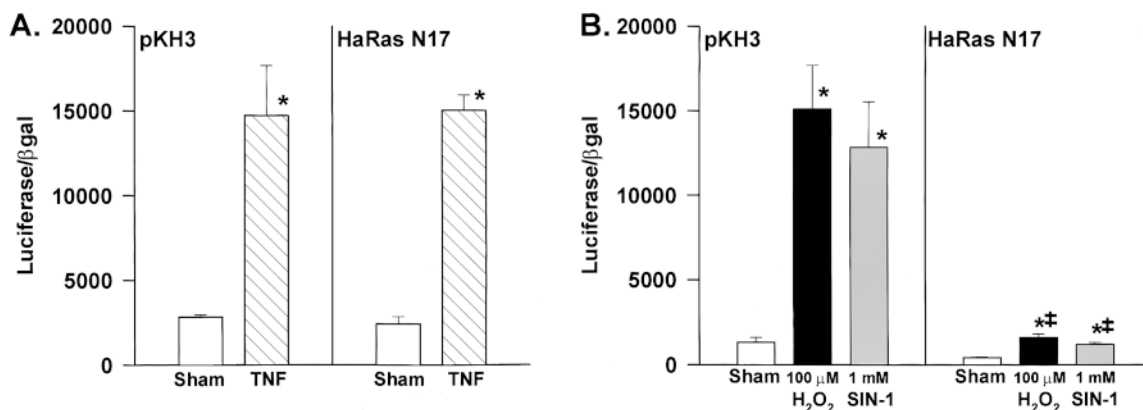 A.
Luciferase/βgal
20000
15000
10000
5000
0
pKH3
HaRas N17
*
*
Sham TNF Sham TNF
B.
Luciferase/βgal
20000
15000
10000
5000
0
pKH3
HaRas N17
*
*
*‡ *‡
Sham 100 μM 1 mM Sham 100 μM 1 mM
H₂O₂ SIN-1 H₂O₂ SIN-1